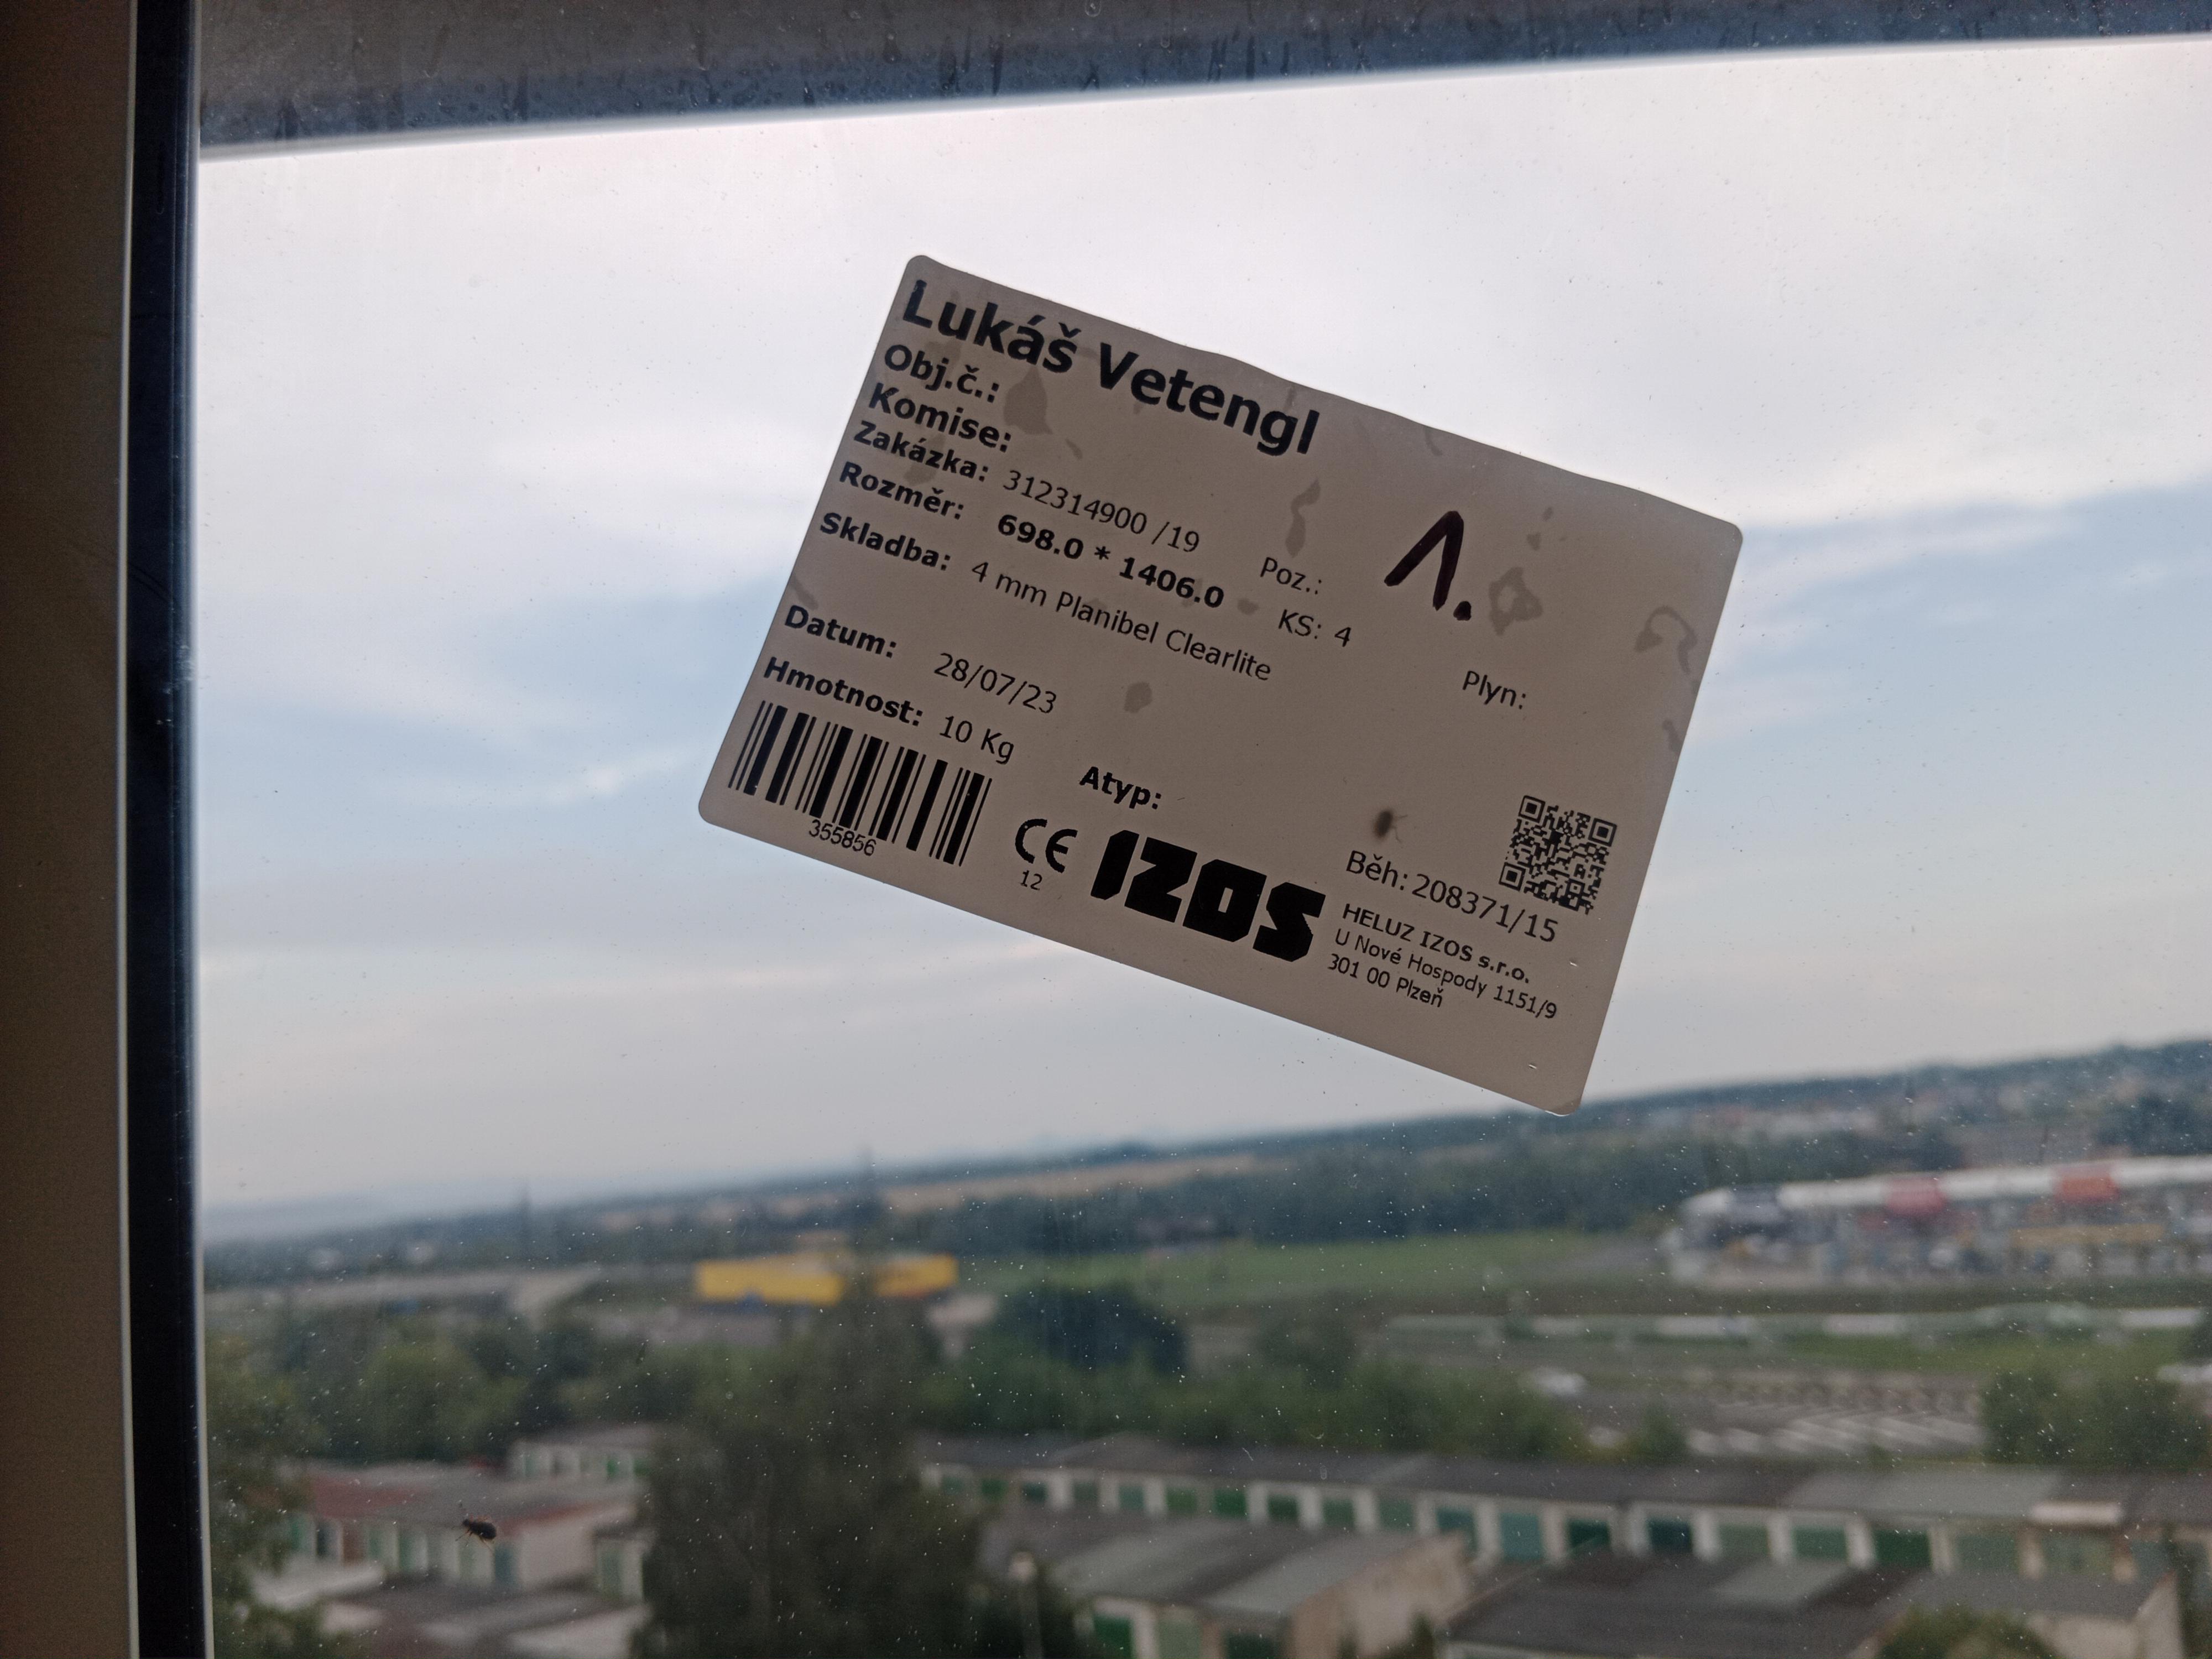 Lukáš Vetengl
Obj.č.:
Komise:
Zakázka: 312314900 /19 Poz.: 1.
Rozměr: 698.0 * 1406.0 KS: 4
Skladba: 4 mm Planibel Clearlite Plyn:
Datum: 28/07/23
Hmotnost: 10 Kg Atyp:
355856
CE
12
IZOS
Běh: 208371/15
HELUZ IZOS s.r.o.
U Nové Hospody 1151/9
301 00 Plzeň